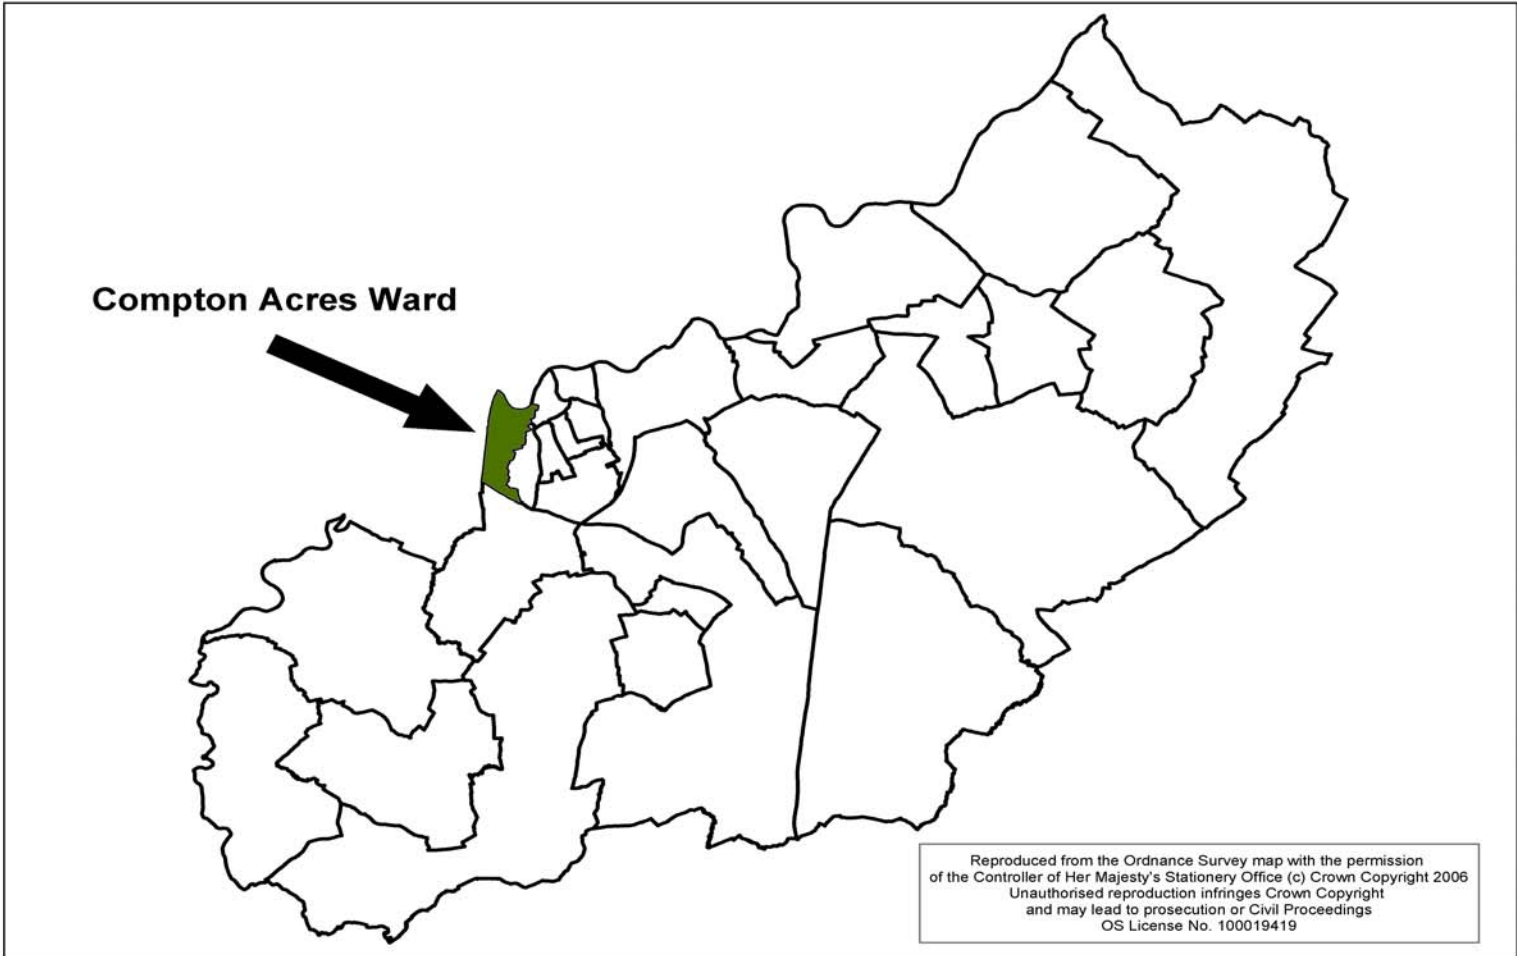 Compton Acres Ward
Reproduced from the Ordnance Survey map with the permission
of the Controller of Her Majesty's Stationery Office (c) Crown Copyright 2006
Unauthorised reproduction infringes Crown Copyright
and may lead to prosecution or Civil Proceedings
OS License No. 100019419